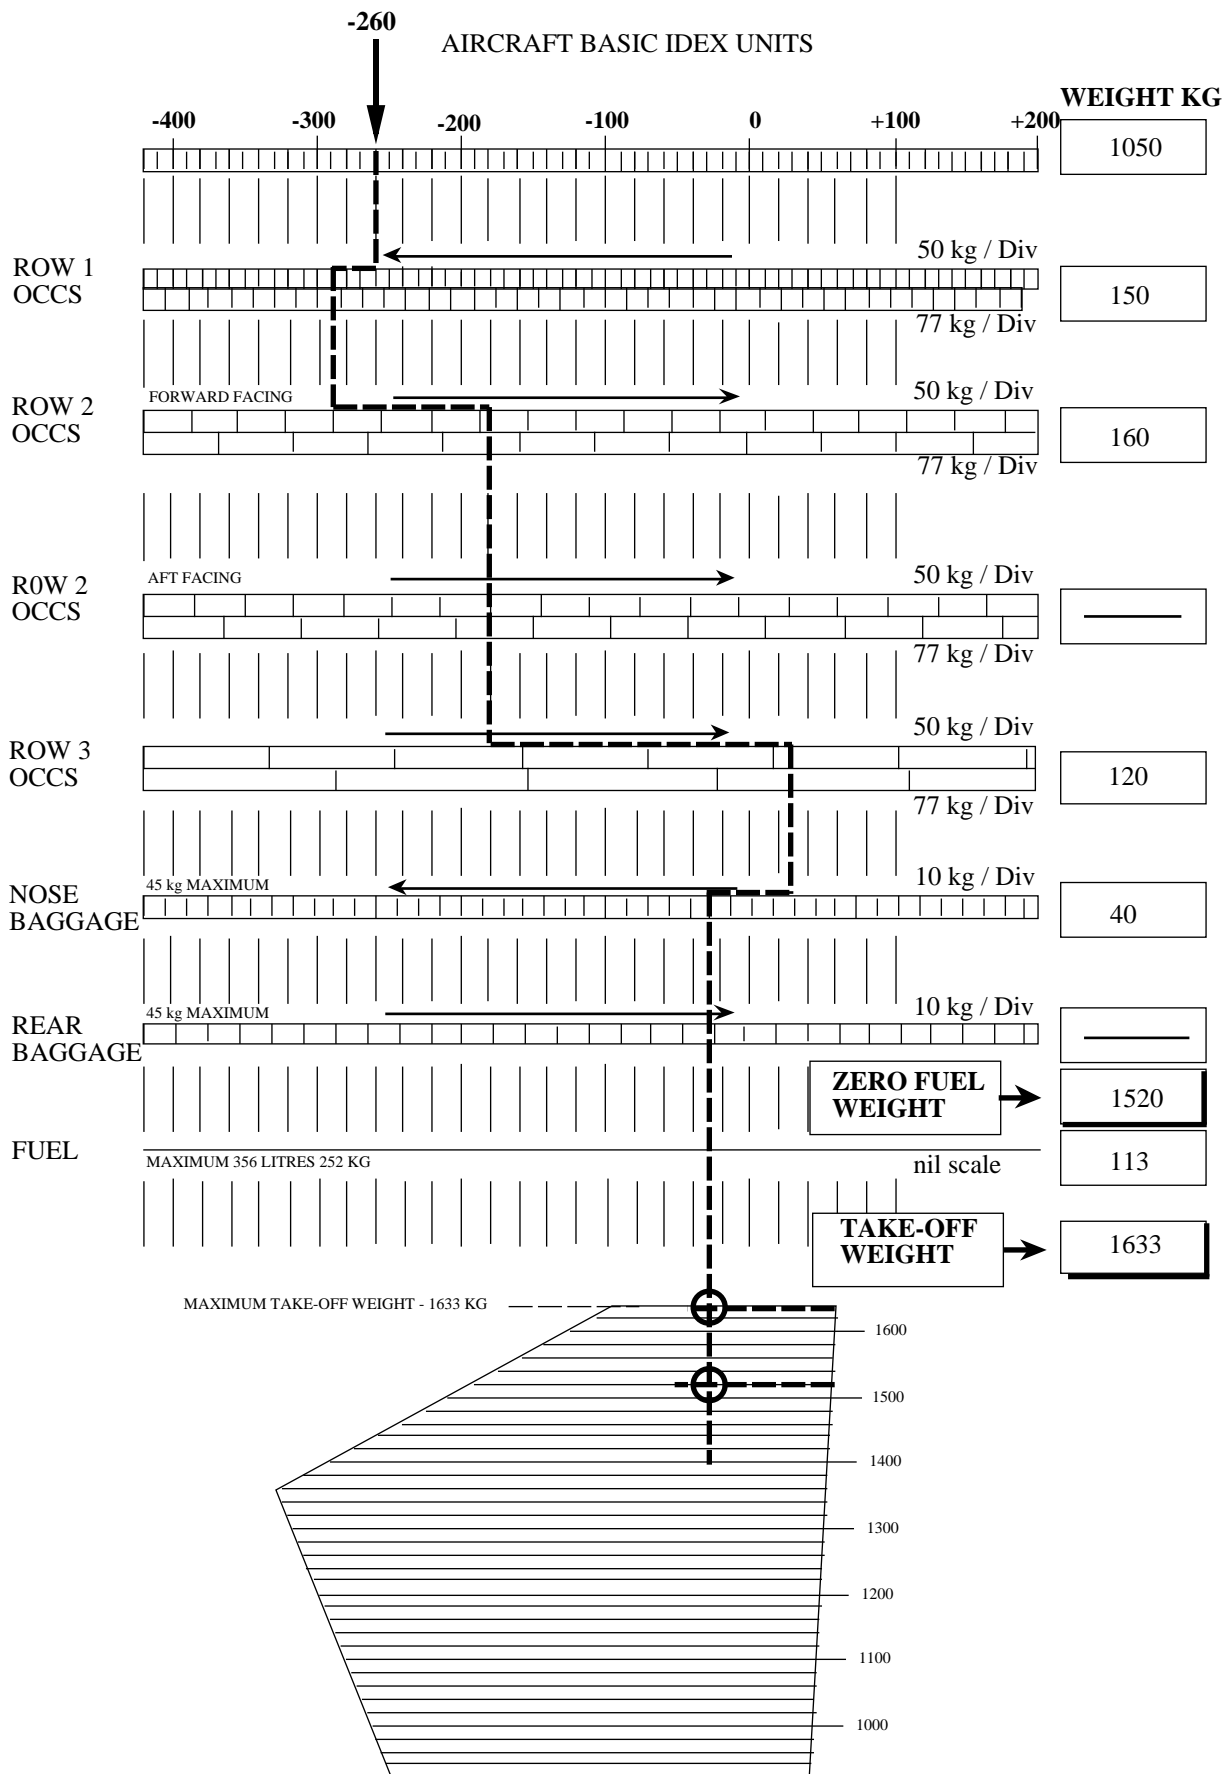 -260
AIRCRAFT BASIC IDEX UNITS
WEIGHT KG
-400 -300 -200 -100 0 +100 +200
1050
50 kg / Div
ROW 1
OCCS
150
77 kg / Div
FORWARD FACING
50 kg / Div
ROW 2
OCCS
160
77 kg / Div
AFT FACING
50 kg / Div
R0W 2
OCCS
77 kg / Div
50 kg / Div
ROW 3
OCCS
120
77 kg / Div
45 kg MAXIMUM
10 kg / Div
NOSE
BAGGAGE
40
45 kg MAXIMUM
10 kg / Div
REAR
BAGGAGE
ZERO FUEL
WEIGHT
1520
FUEL
MAXIMUM 356 LITRES 252 KG
nil scale
113
TAKE-OFF
WEIGHT
1633
MAXIMUM TAKE-OFF WEIGHT - 1633 KG
1600
1500
1400
1300
1200
1100
1000